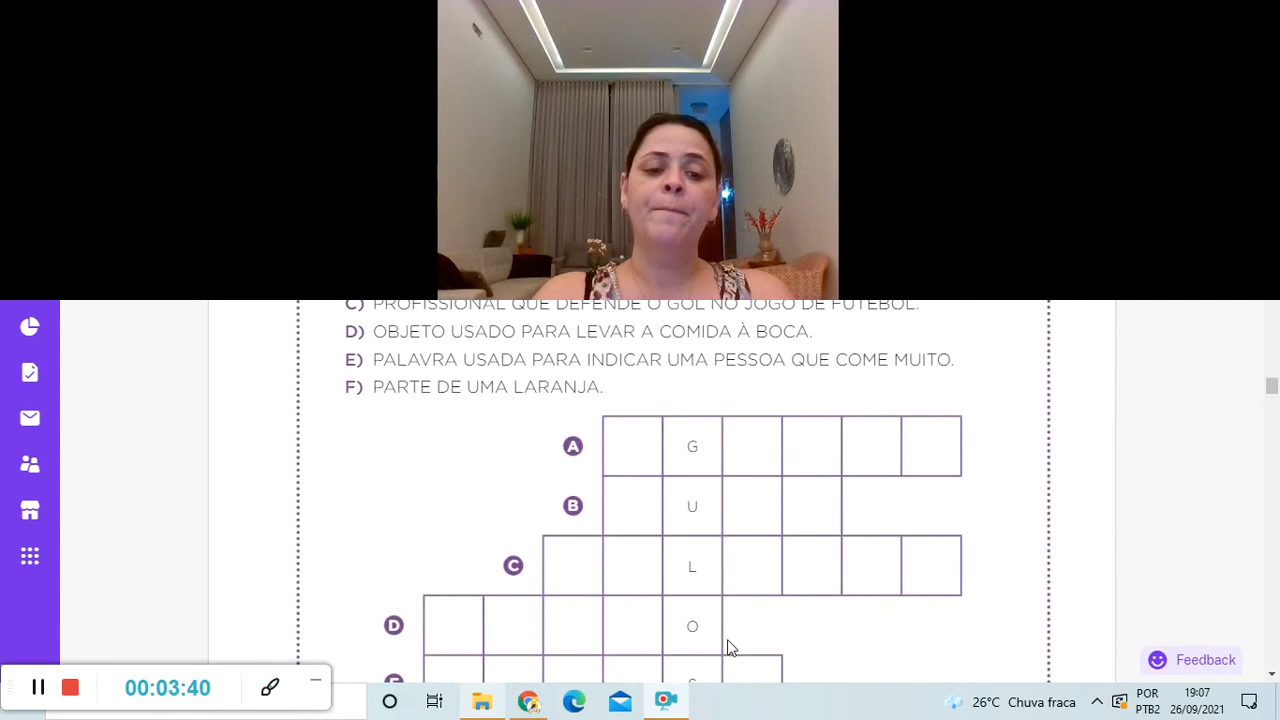 C) PROFISSIONAL QUE DEFENDE O GOL NO JOGO DE FUTEBOL.
D) OBJETO USADO PARA LEVAR A COMIDA À BOCA.
E) PALAVRA USADA PARA INDICAR UMA PESSOA QUE COME MUITO.
F) PARTE DE UMA LARANJA.
A G
B U
C L
D O
Feedback
00:03:40
26°C Chuva fraca
POR
PTB2
19:07
26/09/2021